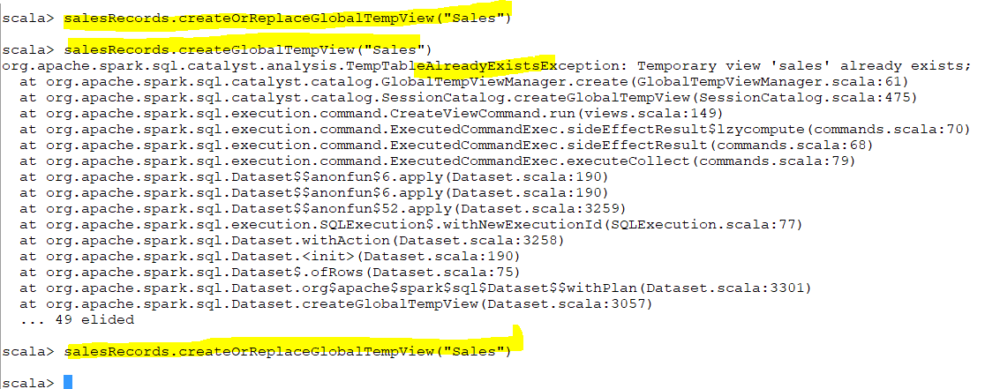 scala> salesRecords.createOrReplaceGlobalTempView("Sales")
scala> salesRecords.createGlobalTempView("Sales")
org.apache.spark.sql.catalyst.analysis.TempTableAlreadyExistsException: Temporary view 'sales' already exists;
  at org.apache.spark.sql.catalyst.catalog.GlobalTempViewManager.create(GlobalTempViewManager.scala:61)
  at org.apache.spark.sql.catalyst.catalog.SessionCatalog.createGlobalTempView(SessionCatalog.scala:475)
  at org.apache.spark.sql.execution.command.CreateViewCommand.run(views.scala:149)
  at org.apache.spark.sql.execution.command.ExecutedCommandExec.sideEffectResult$lzycompute(commands.scala:70)
  at org.apache.spark.sql.execution.command.ExecutedCommandExec.sideEffectResult(commands.scala:68)
  at org.apache.spark.sql.execution.command.ExecutedCommandExec.executeCollect(commands.scala:79)
  at org.apache.spark.sql.Dataset$$anonfun$6.apply(Dataset.scala:190)
  at org.apache.spark.sql.Dataset$$anonfun$6.apply(Dataset.scala:190)
  at org.apache.spark.sql.Dataset$$anonfun$52.apply(Dataset.scala:3259)
  at org.apache.spark.sql.execution.SQLExecution$.withNewExecutionId(SQLExecution.scala:77)
  at org.apache.spark.sql.Dataset.withAction(Dataset.scala:3258)
  at org.apache.spark.sql.Dataset.<init>(Dataset.scala:190)
  at org.apache.spark.sql.Dataset$.ofRows(Dataset.scala:75)
  at org.apache.spark.sql.Dataset.org$apache$spark$sql$Dataset$$withPlan(Dataset.scala:3301)
  at org.apache.spark.sql.Dataset.createGlobalTempView(Dataset.scala:3057)
  ... 49 elided
scala> salesRecords.createOrReplaceGlobalTempView("Sales")
scala>